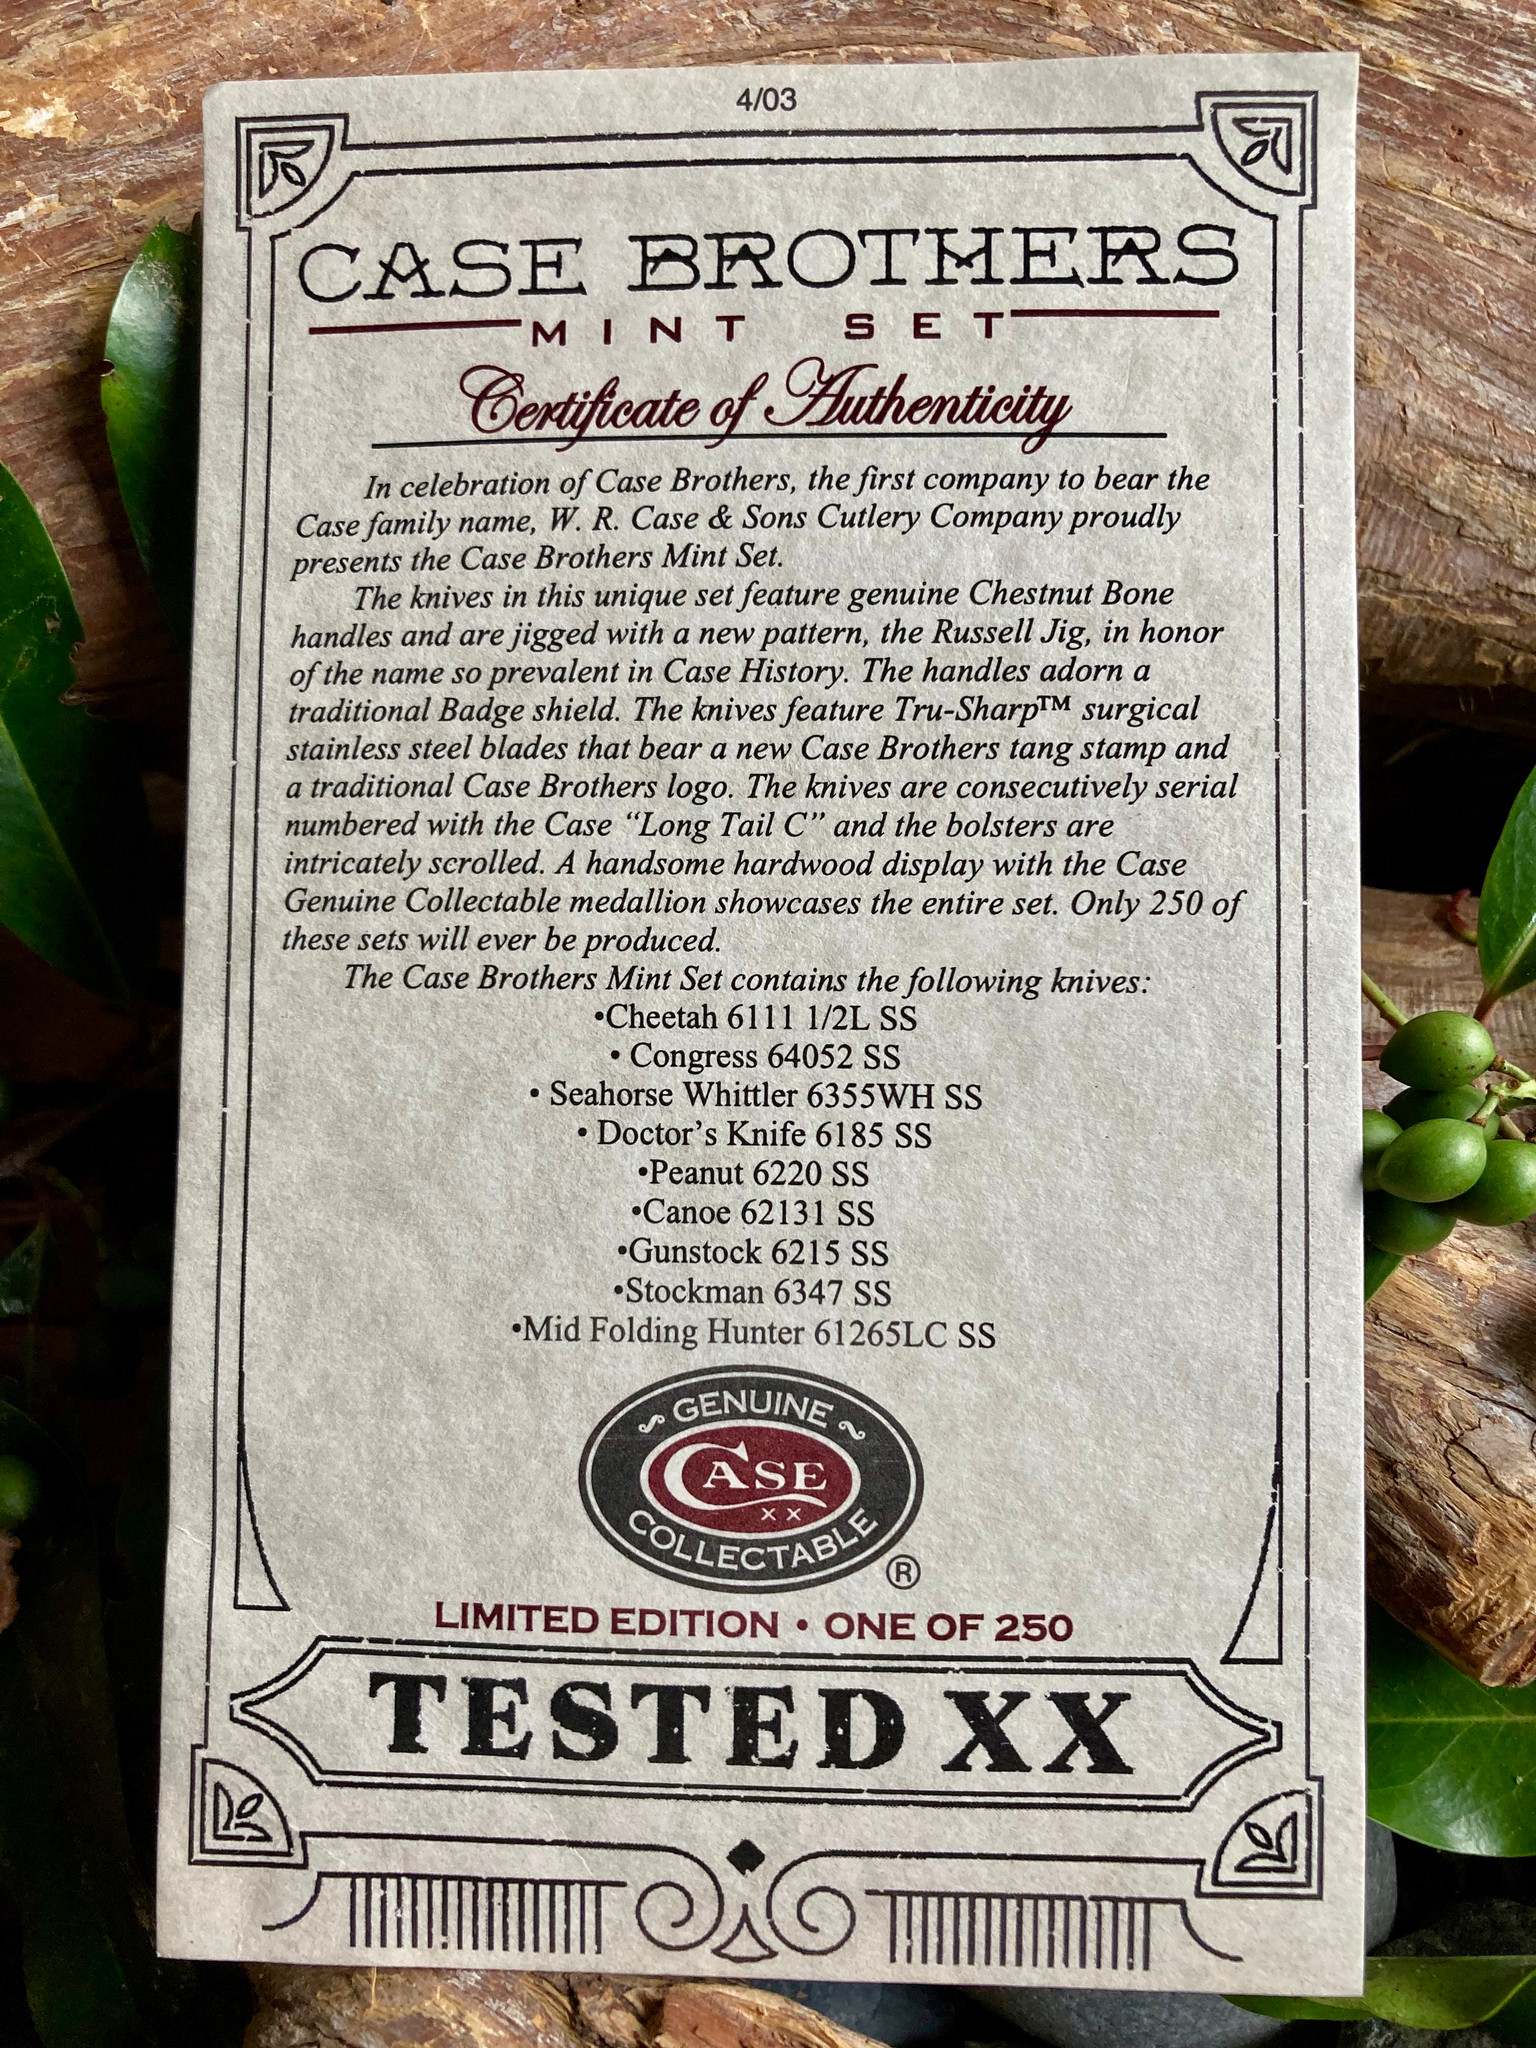 4/03
CASE BROTHERS
MINT SET
Certificate of Authenticity
In celebration of Case Brothers, the first company to bear the
Case family name, W. R. Case & Sons Cutlery Company proudly
presents the Case Brothers Mint Set.
The knives in this unique set feature genuine Chestnut Bone
handles and are jigged with a new pattern, the Russell Jig, in honor
of the name so prevalent in Case History. The handles adorn a
traditional Badge shield. The knives feature Tru-Sharp™ surgical
stainless steel blades that bear a new Case Brothers tang stamp and
a traditional Case Brothers logo. The knives are consecutively serial
numbered with the Case “Long Tail C” and the bolsters are
intricately scrolled. A handsome hardwood display with the Case
Genuine Collectable medallion showcases the entire set. Only 250 of
these sets will ever be produced.
The Case Brothers Mint Set contains the following knives:
•Cheetah 6111 1/2L SS
• Congress 64052 SS
• Seahorse Whittler 6355WH SS
• Doctor’s Knife 6185 SS
•Peanut 6220 SS
•Canoe 62131 SS
•Gunstock 6215 SS
•Stockman 6347 SS
•Mid Folding Hunter 61265LC SS
GENUINE
CASE
XX
COLLECTABLE
®
LIMITED EDITION • ONE OF 250
TESTED XX